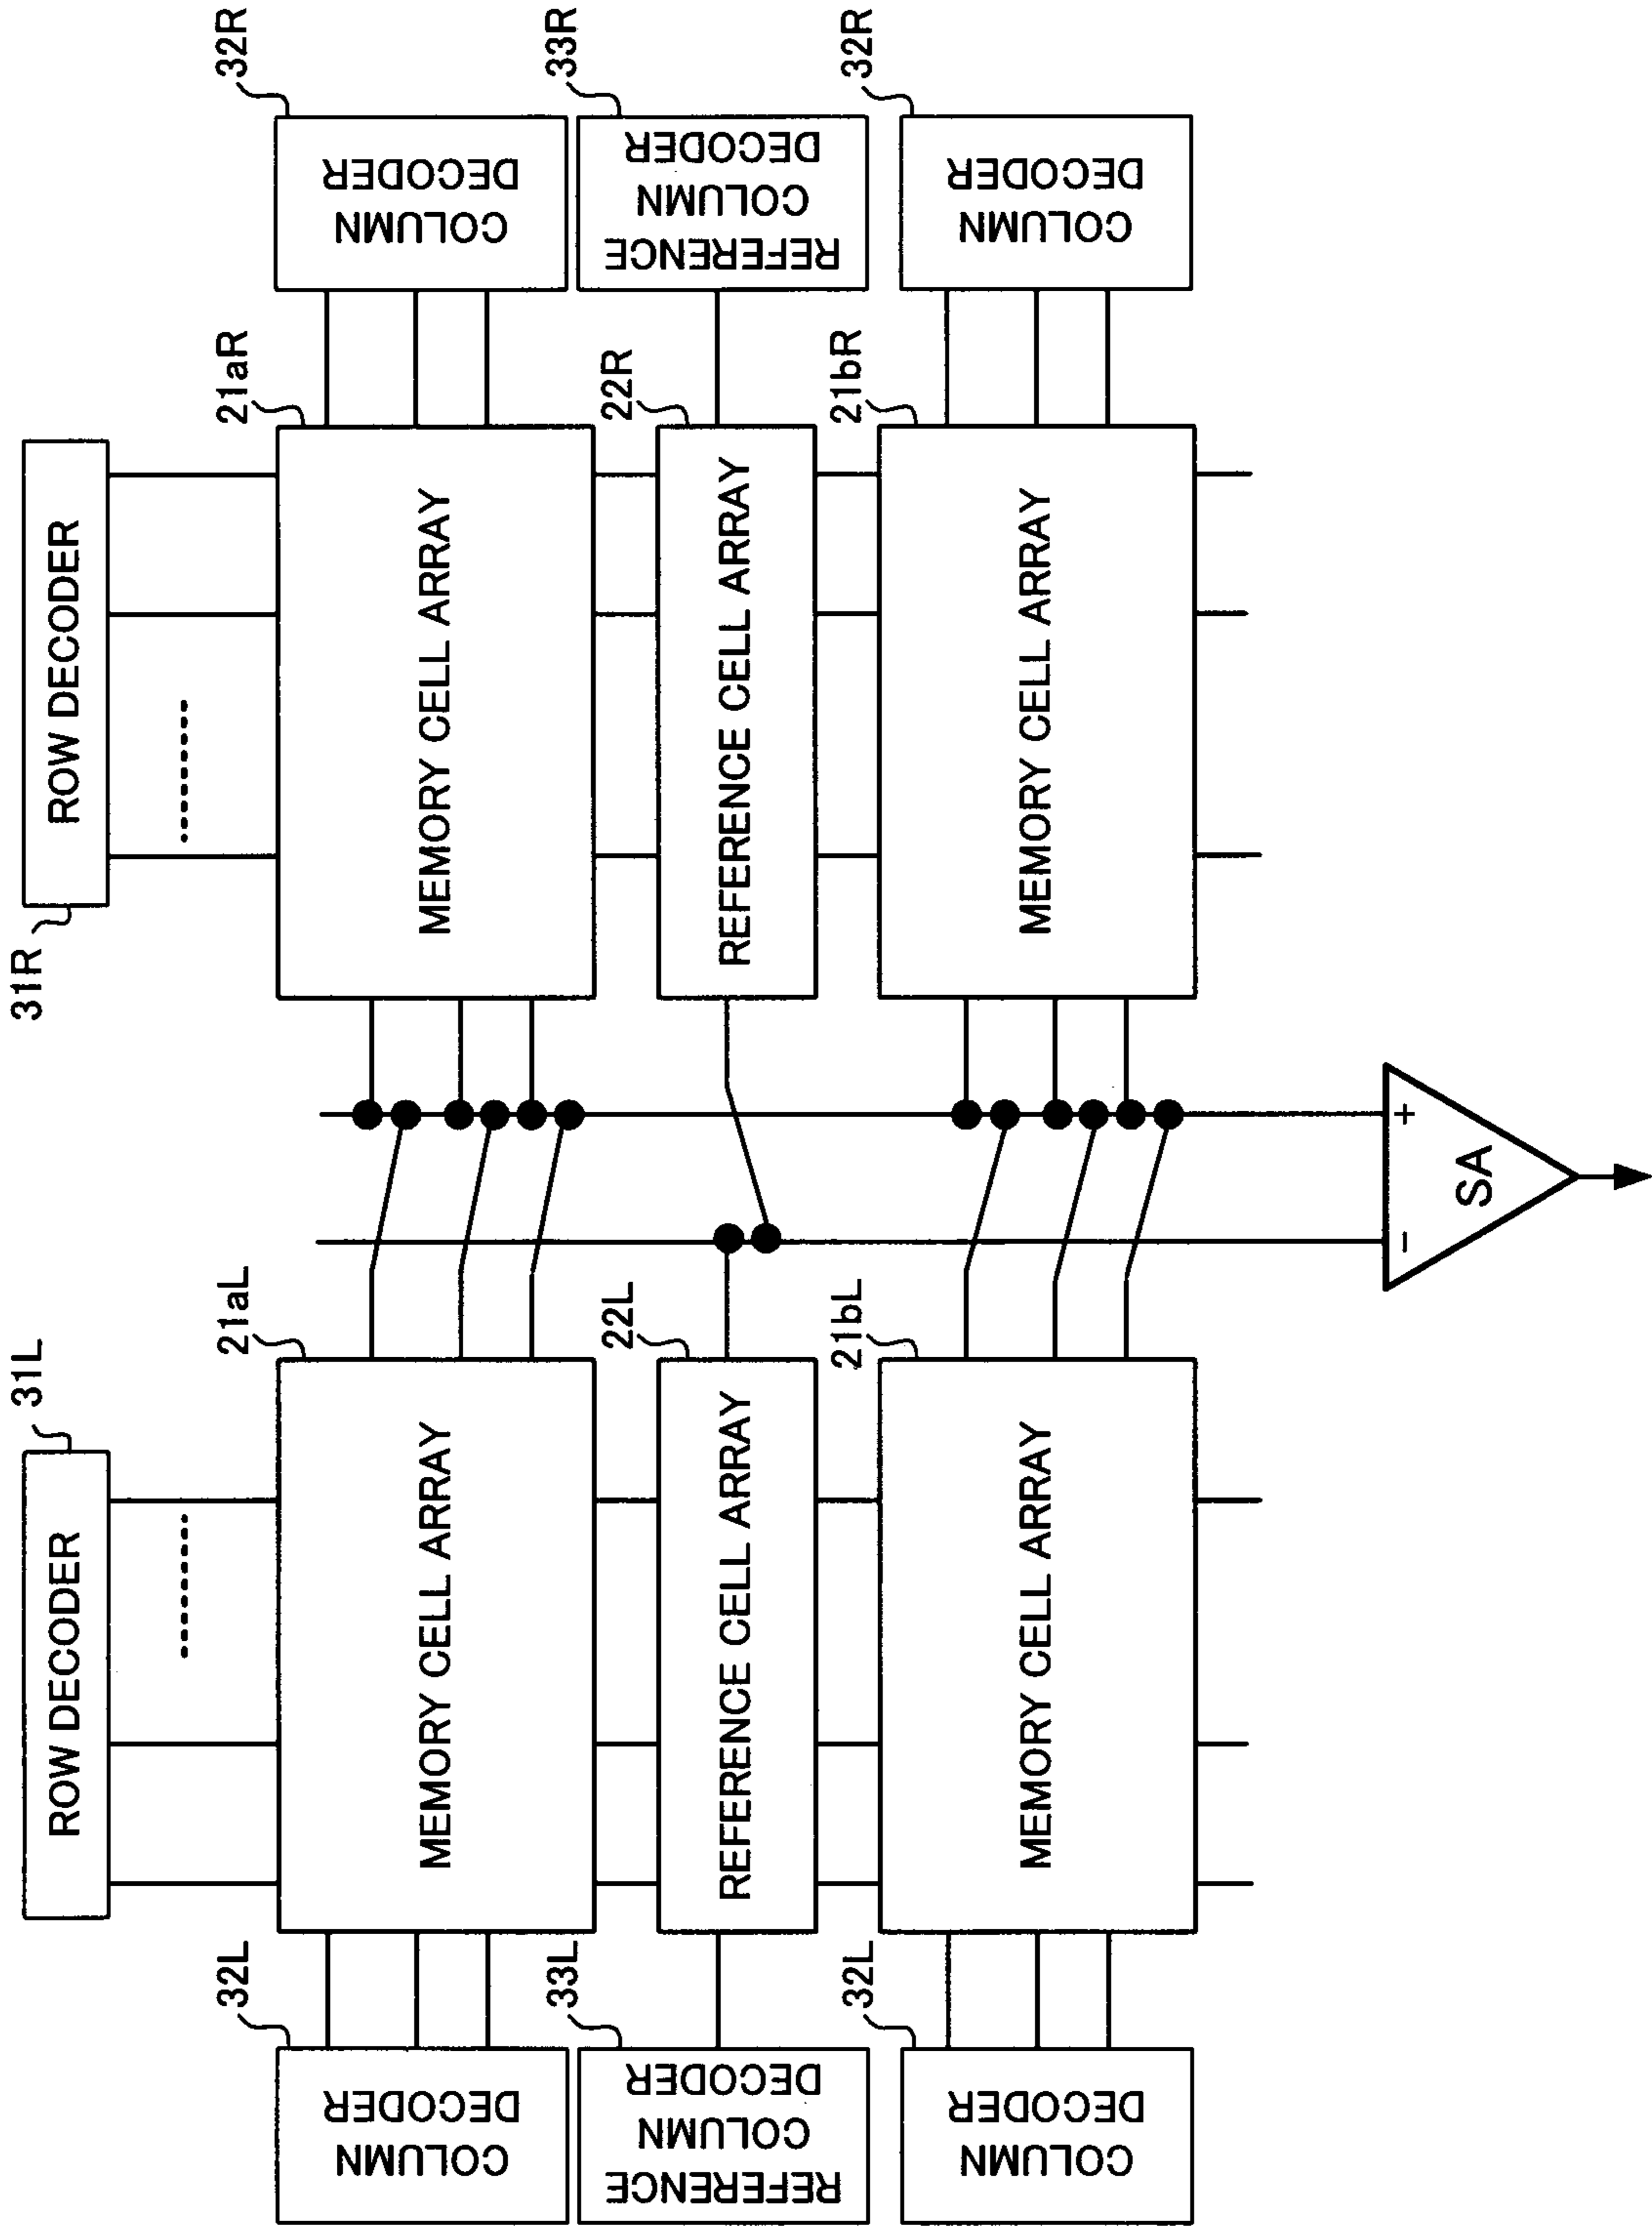 31L
ROW DECODER
31R
ROW DECODER
32L
COLUMN
DECODER
21aL
MEMORY CELL ARRAY
21aR
MEMORY CELL ARRAY
32R
COLUMN
DECODER
33L
REFERENCE
COLUMN
DECODER
22L
REFERENCE CELL ARRAY
22R
REFERENCE CELL ARRAY
33R
REFERENCE
COLUMN
DECODER
32L
COLUMN
DECODER
21bL
MEMORY CELL ARRAY
21bR
MEMORY CELL ARRAY
32R
COLUMN
DECODER
− +
SA